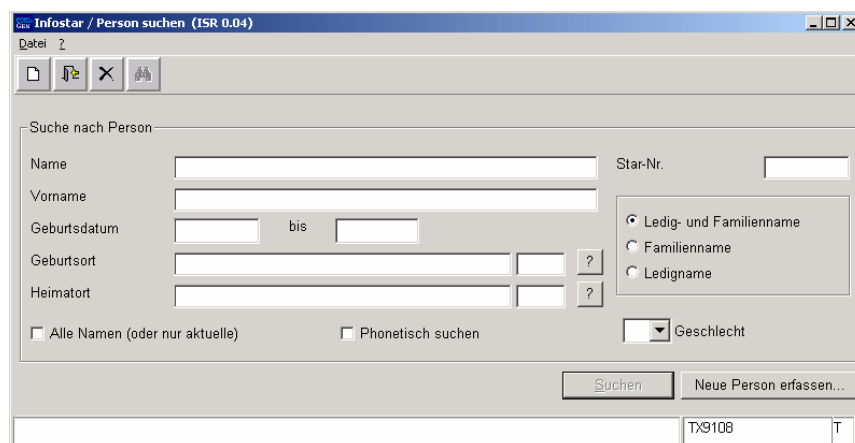 Infostar / Person suchen (ISR 0.04)
Datei ?
Suche nach Person
Name
Star-Nr.
Vorname
Geburtsdatum bis
Ledig- und Familienname
Familienname
Ledigname
Geburtsort ?
Heimatort ?
Alle Namen (oder nur aktuelle) Phonetisch suchen Geschlecht
Suchen Neue Person erfassen...
TX9108 T